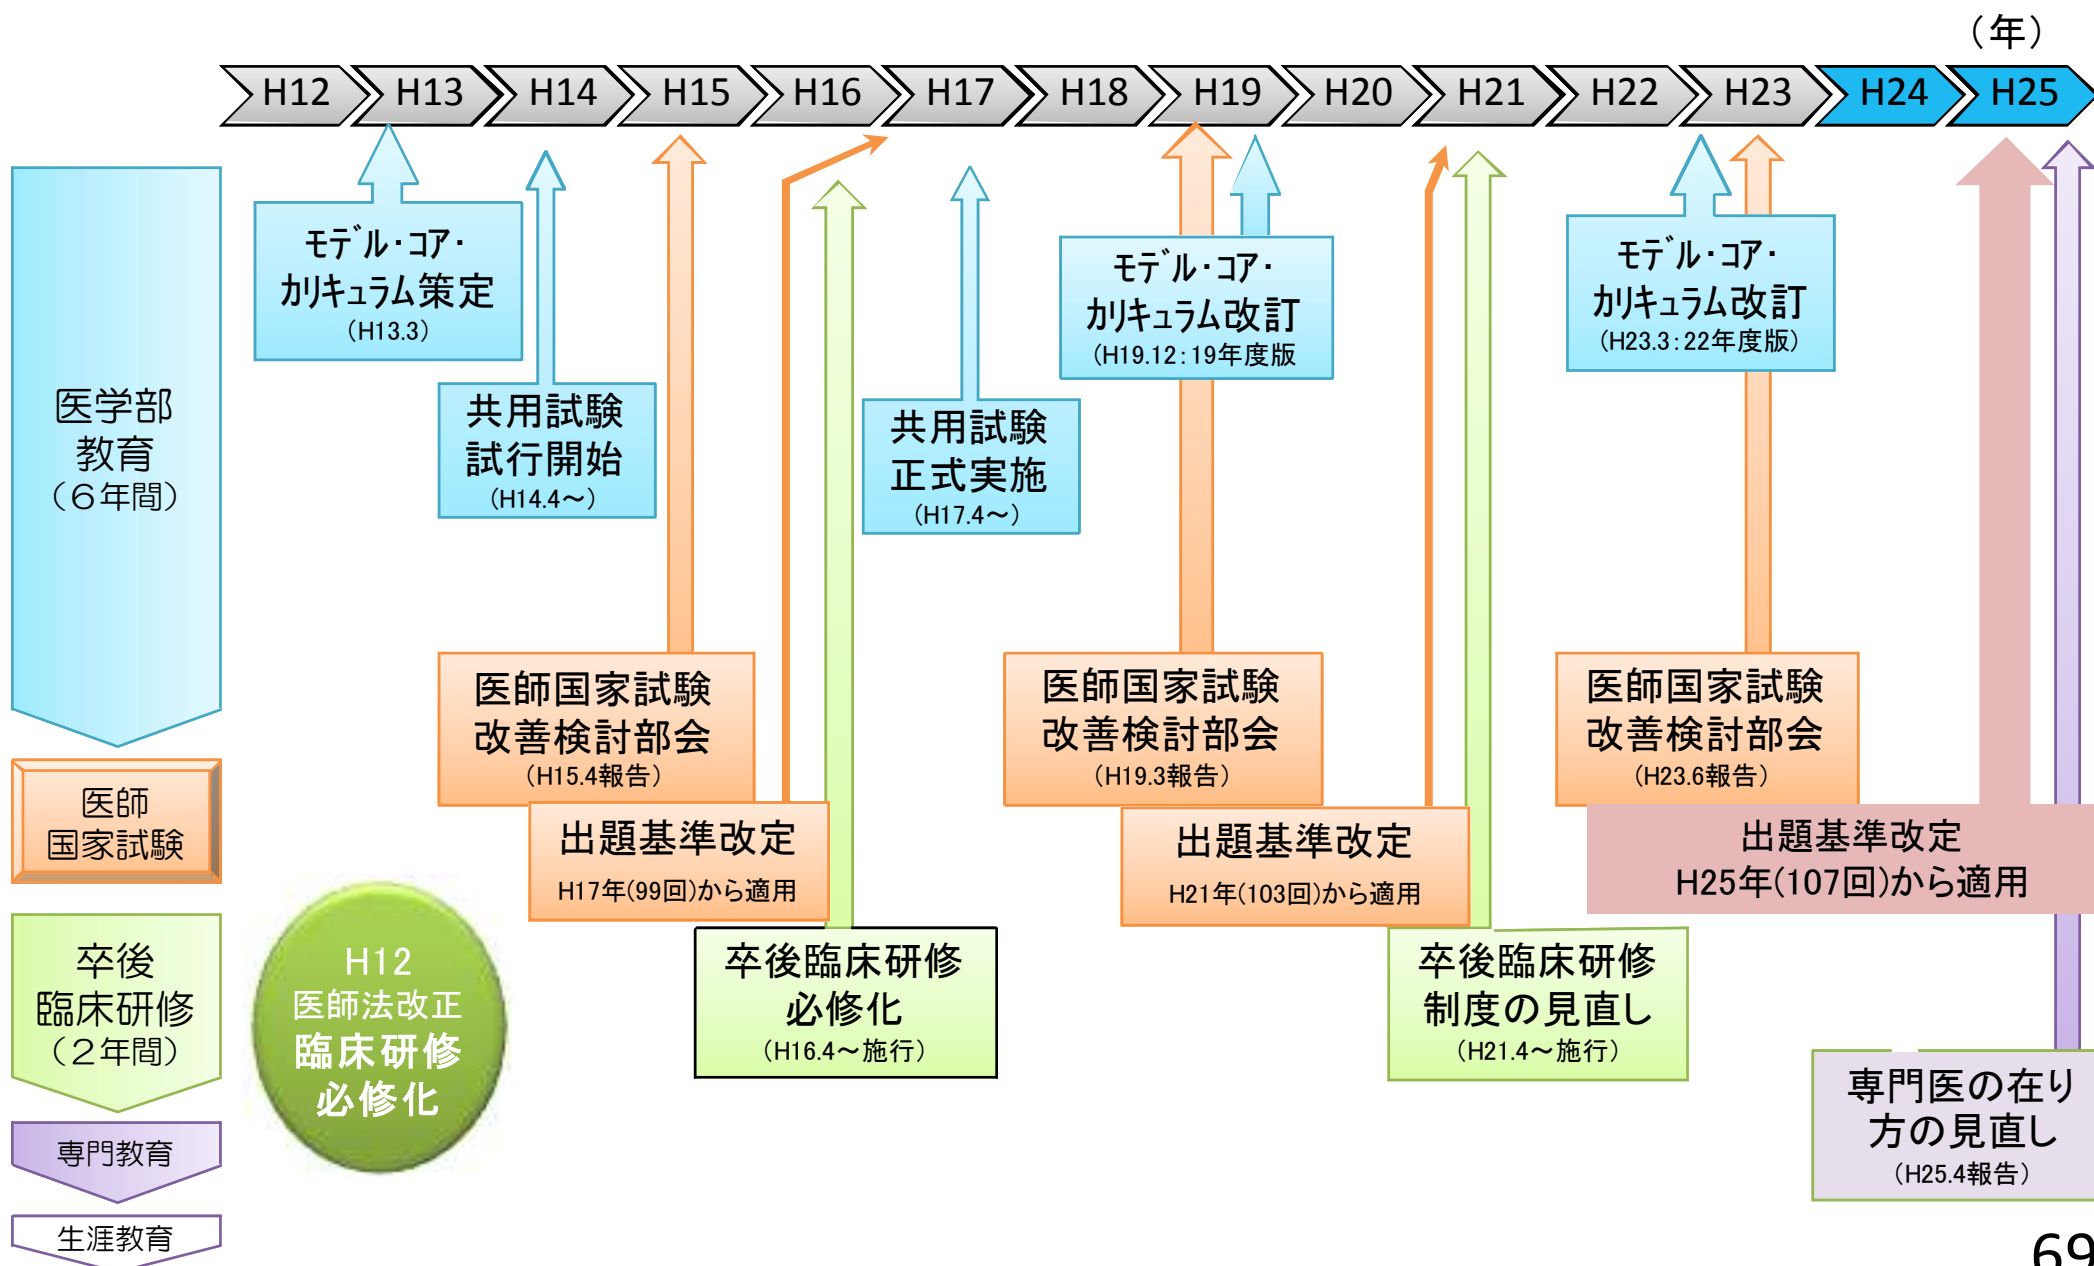 （年）
H12 H13 H14 H15 H16 H17 H18 H19 H20 H21 H22 H23 H24 H25
医学部
教育
（６年間）
医師
国家試験
卒後
臨床研修
（２年間）
専門教育
生涯教育
ﾓﾃﾞﾙ･ｺｱ･
ｶﾘｷｭﾗﾑ策定
（H13.3）
共用試験
試行開始
（H14.4～）
共用試験
正式実施
（H17.4～）
ﾓﾃﾞﾙ･ｺｱ･
ｶﾘｷｭﾗﾑ改訂
（H19.12：19年度版
ﾓﾃﾞﾙ･ｺｱ･
ｶﾘｷｭﾗﾑ改訂
（H23.3：22年度版）
医師国家試験
改善検討部会
（H15.4報告）
出題基準改定
H17年(99回)から適用
医師国家試験
改善検討部会
（H19.3報告）
出題基準改定
H21年(103回)から適用
医師国家試験
改善検討部会
（H23.6報告）
出題基準改定
H25年(107回)から適用
H12
医師法改正
臨床研修
必修化
卒後臨床研修
必修化
（H16.4～施行）
卒後臨床研修
制度の見直し
（H21.4～施行）
専門医の在り
方の見直し
（H25.4報告）
69